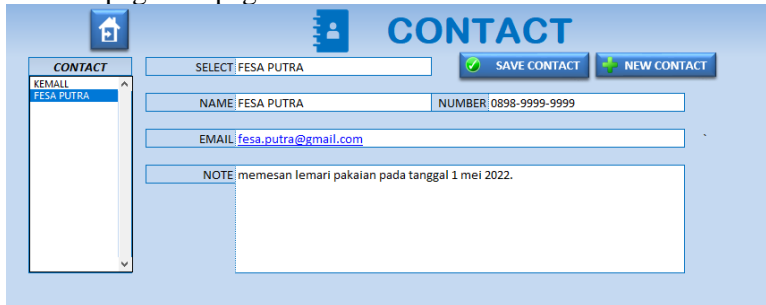 CONTACT
CONTACT
KEMALL
FESA PUTRA
SELECT FESA PUTRA
SAVE CONTACT
NEW CONTACT
NAME FESA PUTRA
NUMBER 0898-9999-9999
EMAIL fesa.putra@gmail.com
NOTE memesan lemari pakaian pada tanggal 1 mei 2022.